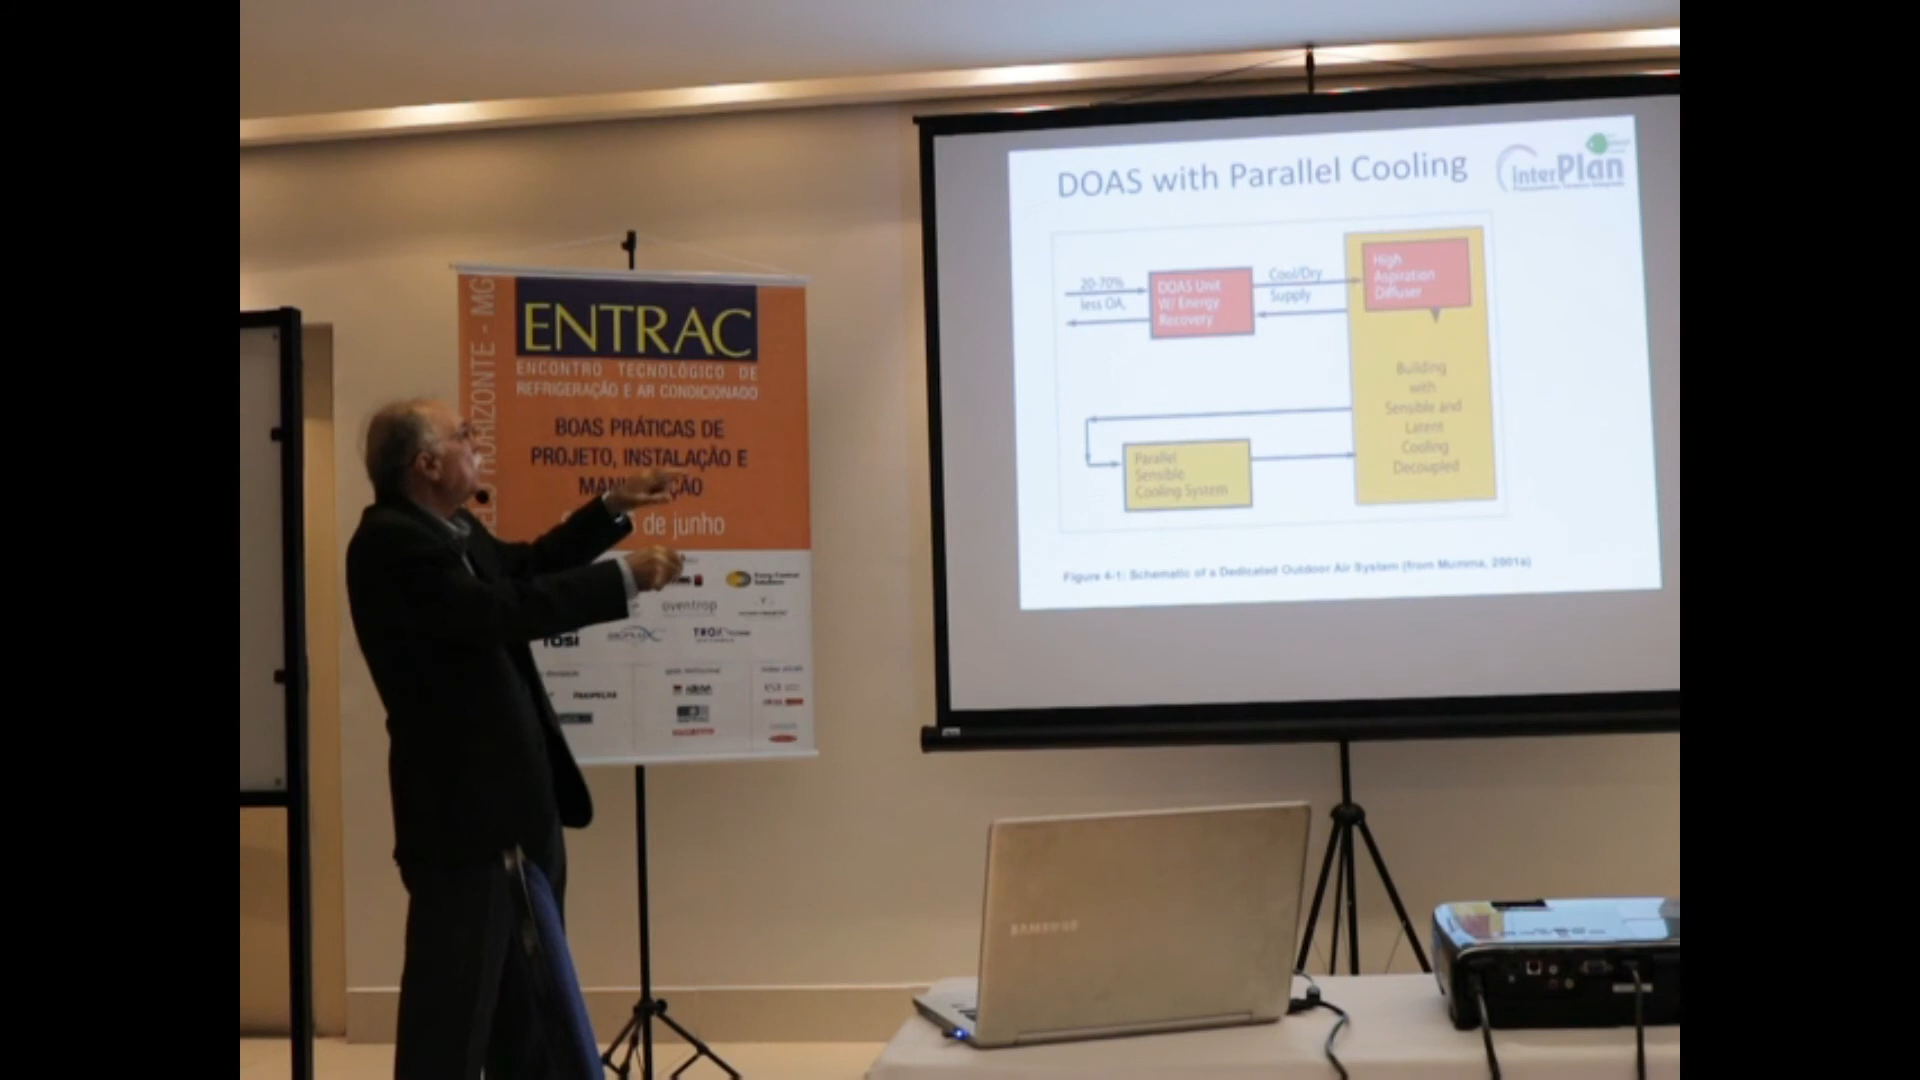 BELO HORIZONTE - MG
ENTRAC
ENCONTRO TECNOLÓGICO DE
REFRIGERAÇÃO E AR CONDICIONADO
BOAS PRÁTICAS DE
PROJETO, INSTALAÇÃO E
de junho
oventrop
TOSI
TROX
DOAS with Parallel Cooling
interPlan
20-70%
less OA,
DOAS Unit
W/ Energy
Recovery
Cool/Dry
Supply
High
Aspiration
Diffuser
Building
with
Sensible and
Latent
Cooling
Decoupled
Parallel
Sensible
Cooling System
Figure 4-1: Schematic of a Dedicated Outdoor Air System (from Mumma, 2001a)
SAMSUNG